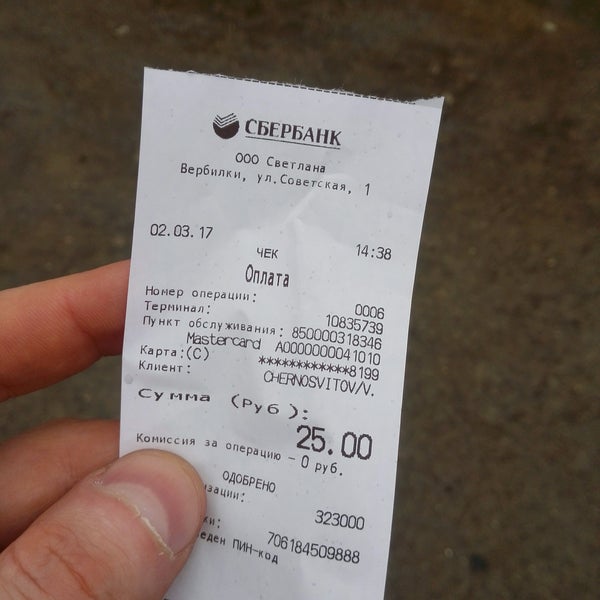 СБЕРБАНК
ООО Светлана
Вербилки, ул.Советская, 1
02.03.17 14:38
ЧЕК
Оплата
Номер операции: 0006
Терминал: 10835739
Пункт обслуживания: 850000318346
Mastercard A0000000041010
Карта:(C) ************8199
Клиент: CHERNOSVITOV/V.
Сумма (Руб):
25.00
Комиссия за операцию – 0 руб.
ОДОБРЕНО
323000
706184509888
ПИН-код